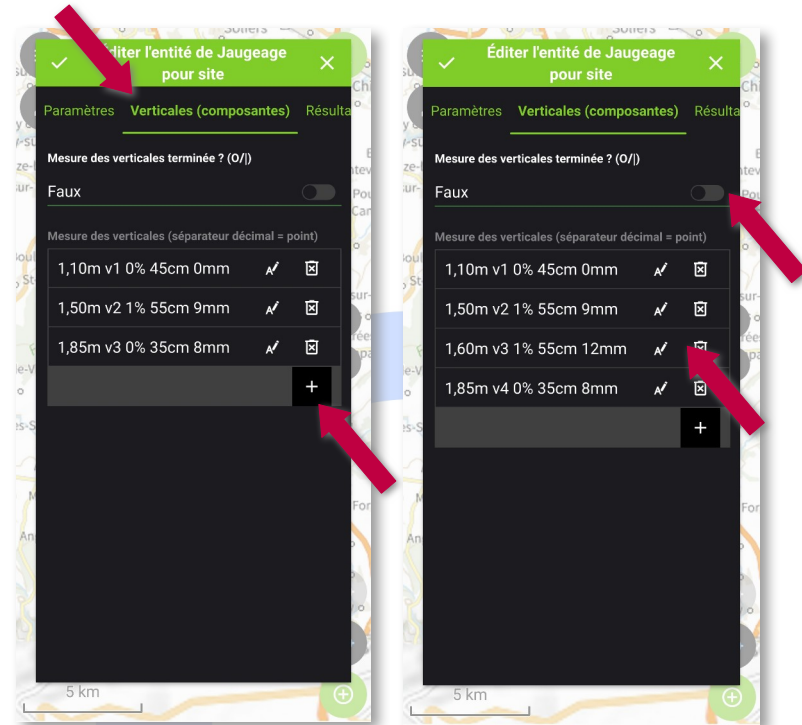 Éditer l'entité de Jaugeage
pour site
Paramètres Verticales (composantes) Résulta
Mesure des verticales terminée ? (O/|)
Faux
Mesure des verticales (séparateur décimal = point)
1,10m v1 0% 45cm 0mm
1,50m v2 1% 55cm 9mm
1,85m v3 0% 35cm 8mm
+
5 km
Éditer l'entité de Jaugeage
pour site
Paramètres Verticales (composantes) Résulta
Mesure des verticales terminée ? (O/|)
Faux
Mesure des verticales (séparateur décimal = point)
1,10m v1 0% 45cm 0mm
1,50m v2 1% 55cm 9mm
1,60m v3 1% 55cm 12mm
1,85m v4 0% 35cm 8mm
+
5 km